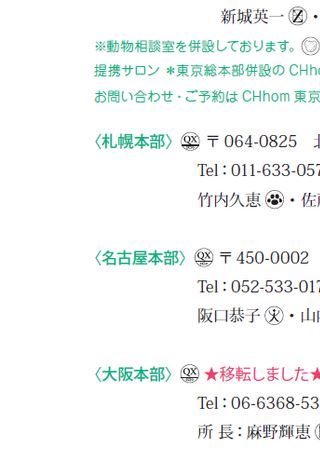 新城英一 Ⓩ・
※動物相談室を併設しております。
提携サロン ＊東京総本部併設の CHho
お問い合わせ・ご予約は CHhom 東京
〈札幌本部〉 QX 〒064-0825
Tel：011-633-057
竹内久恵 ・佐
〈名古屋本部〉 QX 〒450-0002
Tel：052-533-017
阪口恭子 ・山
〈大阪本部〉 QX ★移転しました★
Tel：06-6368-53
所 長：麻野輝恵